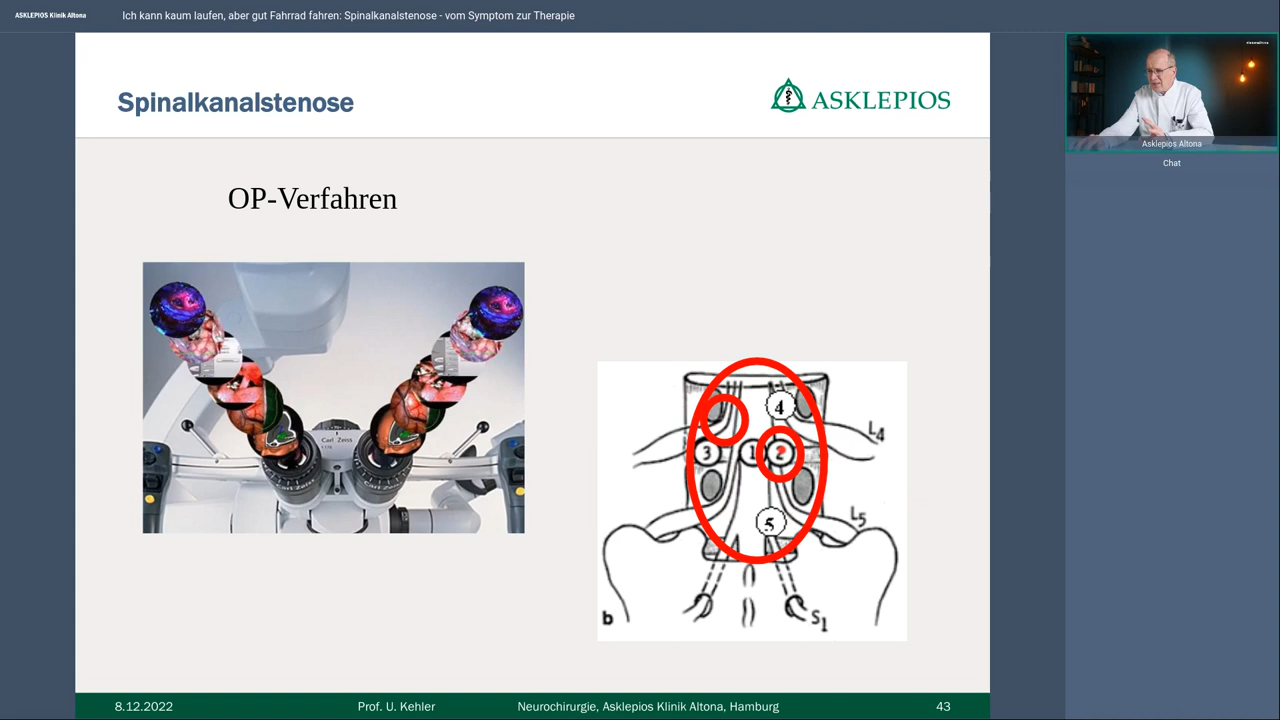 ASKLEPIOS Klinik Altona
Ich kann kaum laufen, aber gut Fahrrad fahren: Spinalkanalstenose - vom Symptom zur Therapie
Spinalkanalstenose
ASKLEPIOS
Asklepios Altona
Chat
OP-Verfahren
Carl Zeiss
4
L4
3
1
2
5
L5
b
S1
8.12.2022
Prof. U. Kehler
Neurochirurgie, Asklepios Klinik Altona, Hamburg
43